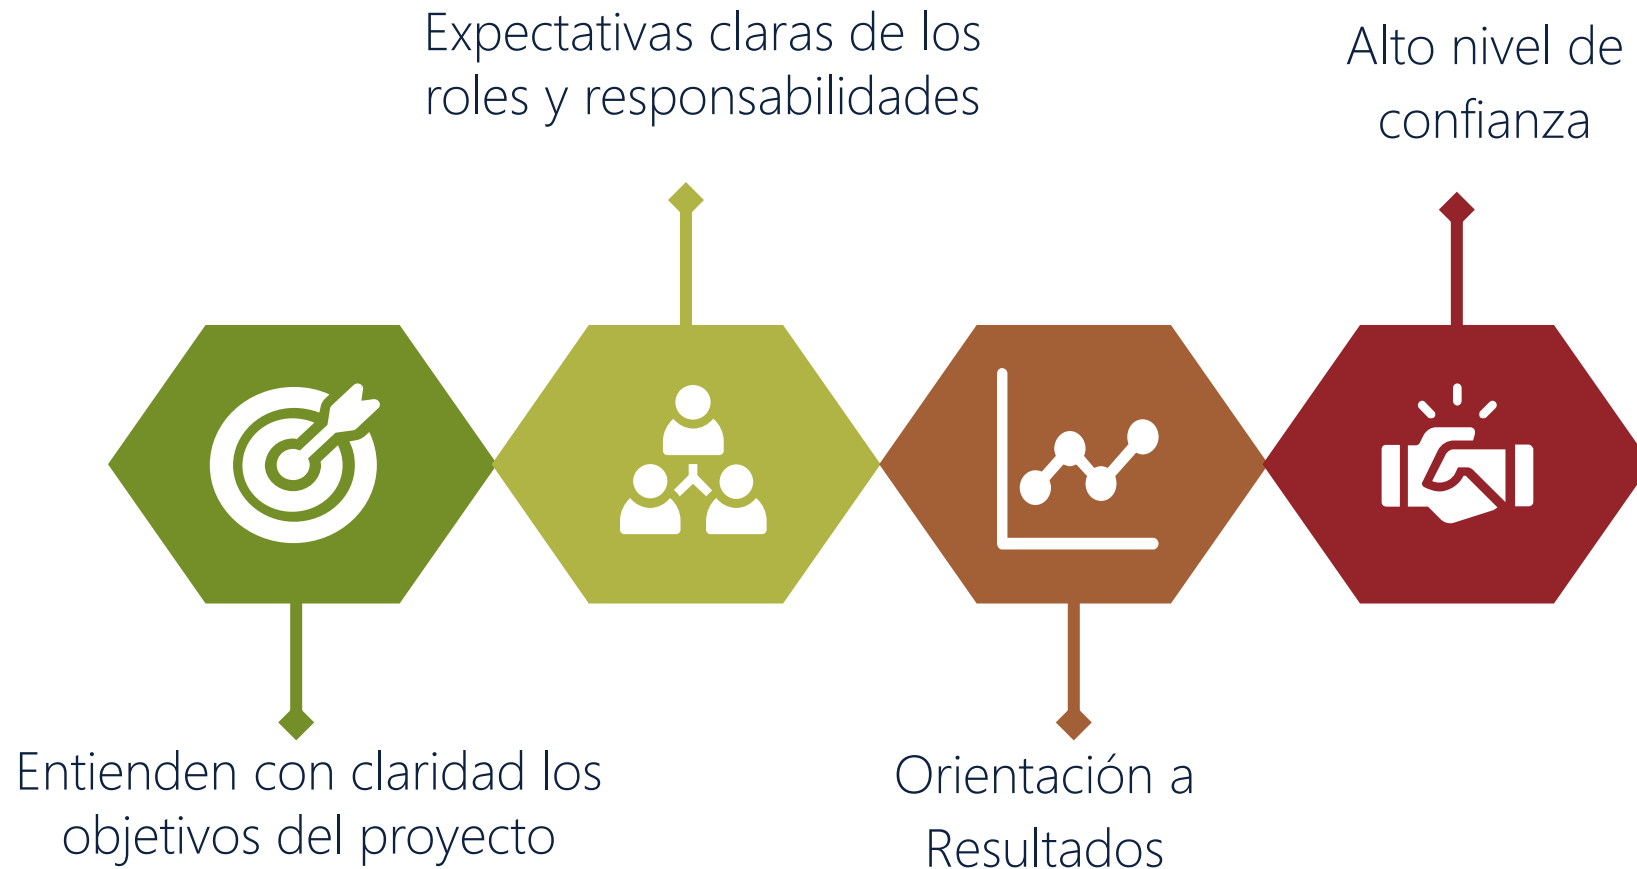 Expectativas claras de los
roles y responsabilidades
Alto nivel de
confianza
Entienden con claridad los
objetivos del proyecto
Orientación a
Resultados